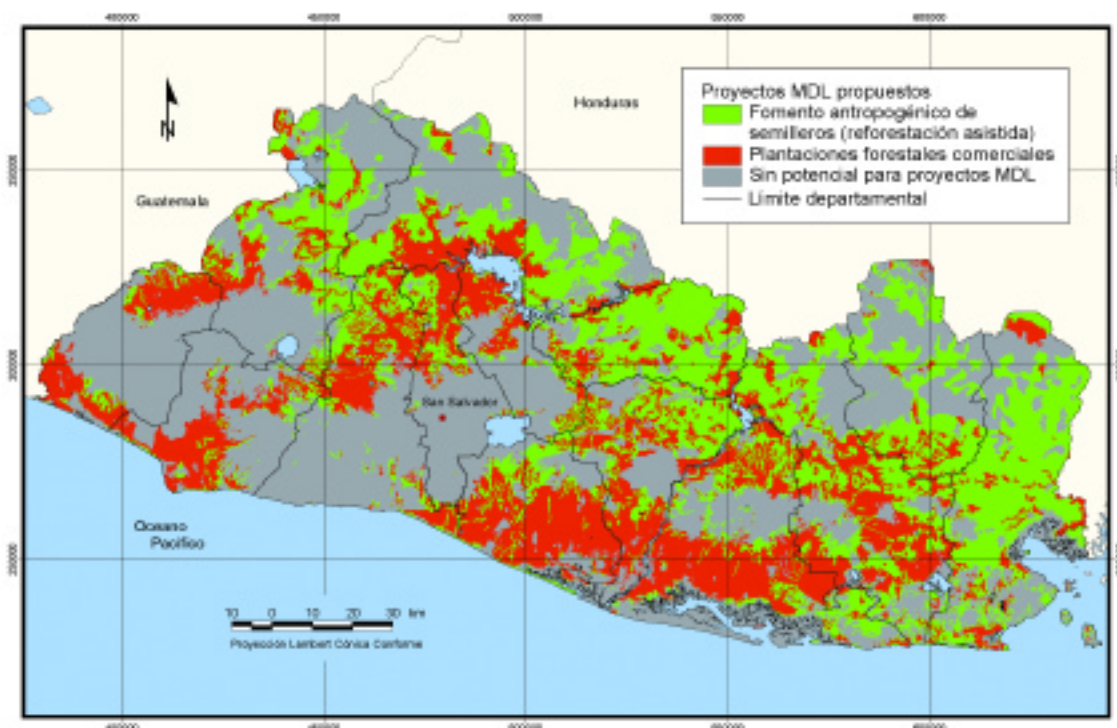 N
Honduras
Proyectos MDL propuestos
Fomento antropogénico de
semilleros (reforestación asistida)
Plantaciones forestales comerciales
Sin potencial para proyectos MDL
Límite departamental
Guatemala
San Salvador
Oceano
Pacífico
10 0 10 20 30 km
Proyección Lambert Cónica Conforme